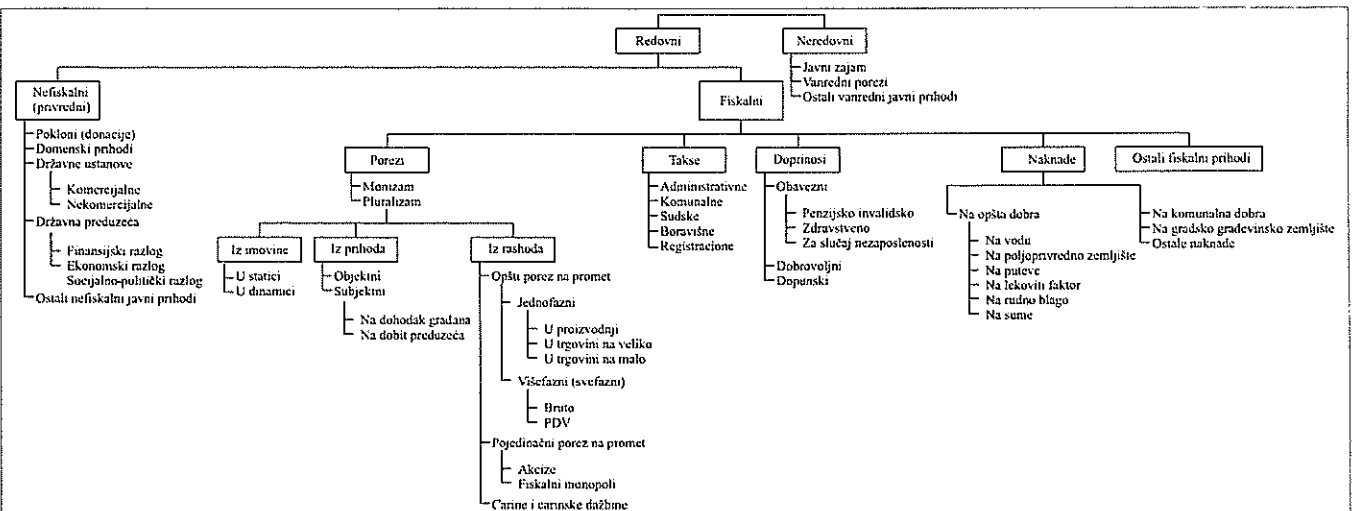 Redovni
Neredovni
Javni zajam
Vanredni porezi
Ostali vanredni javni prihodi
Nefiskalni
(privredni)
Fiskalni
Pokloni (donacije)
Domenski prihodi
Državne ustanove
Komercijalne
Nekomercijalne
Državna preduzeća
Finansijski razlog
Ekonomski razlog
Socijalno-politički razlog
Ostali nefiskalni javni prihodi
Porezi
Monizam
Pluralizam
Iz imovine
U statici
U dinamici
Iz prihoda
Objektni
Subjektni
Na dohodak građana
Na dobit preduzeća
Iz rashoda
Opšti porez na promet
Jednofazni
U proizvodnji
U trgovini na veliko
U trgovini na malo
Višefazni (svefazni)
Bruto
PDV
Pojedinačni porez na promet
Akcize
Fiskalni monopoli
Carine i carinske dažbine
Takse
Administrativne
Komunalne
Sudske
Boravišne
Registracione
Doprinosi
Obavezni
Penzijsko invalidsko
Zdravstveno
Za slučaj nezaposlenosti
Dobrovoljni
Dopunski
Naknade
Na opšta dobra
Na vodu
Na poljoprivredno zemljište
Na puteve
Na lekoviti faktor
Na rudno blago
Na šume
Na komunalna dobra
Na gradsko građevinsko zemljište
Ostale naknade
Ostali fiskalni prihodi